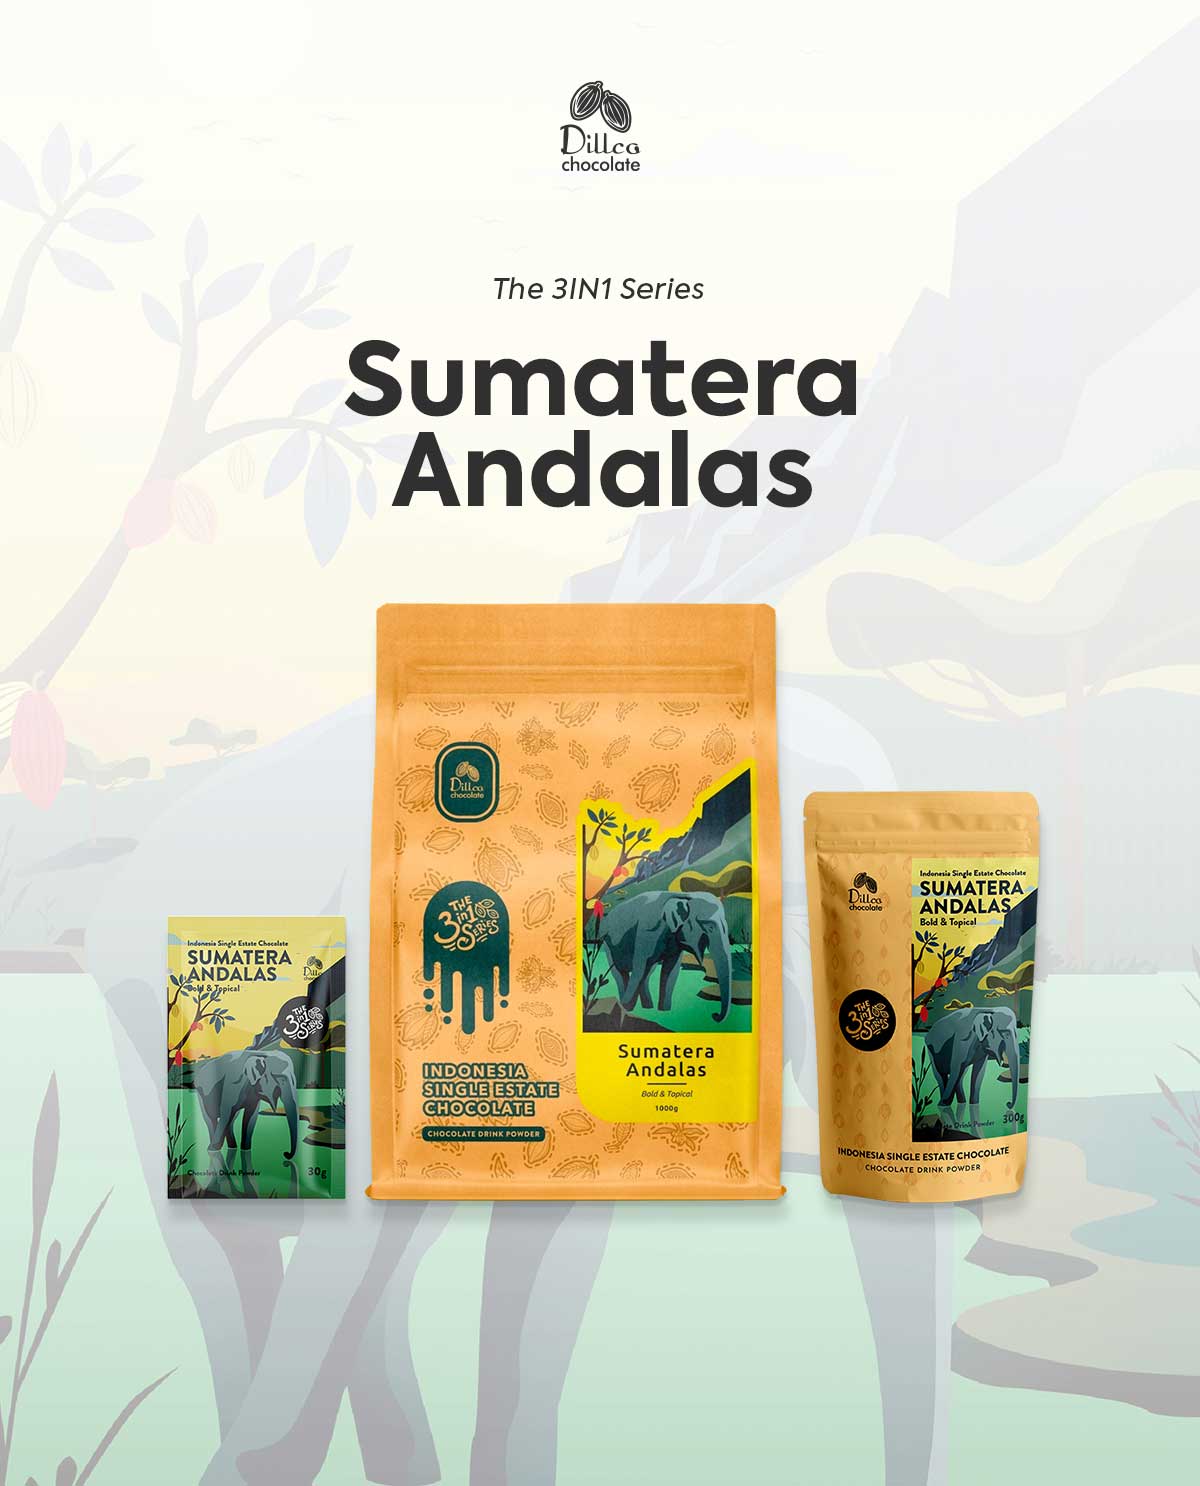 Dillco
chocolate
The 3IN1 Series
Sumatera
Andalas
Indonesia Single Estate Chocolate
SUMATERA
ANDALAS
Bold & Topical
THE
3in1
SERIES
Chocolate Drink Powder
30g
Dillco
chocolate
THE
3in1
SERIES
INDONESIA
SINGLE ESTATE
CHOCOLATE
CHOCOLATE DRINK POWDER
Sumatera
Andalas
Bold & Topical
1000g
Indonesia Single Estate Chocolate
SUMATERA
ANDALAS
Bold & Topical
Dillco
chocolate
THE
3in1
SERIES
Drink Powder
300g
INDONESIA SINGLE ESTATE CHOCOLATE
CHOCOLATE DRINK POWDER